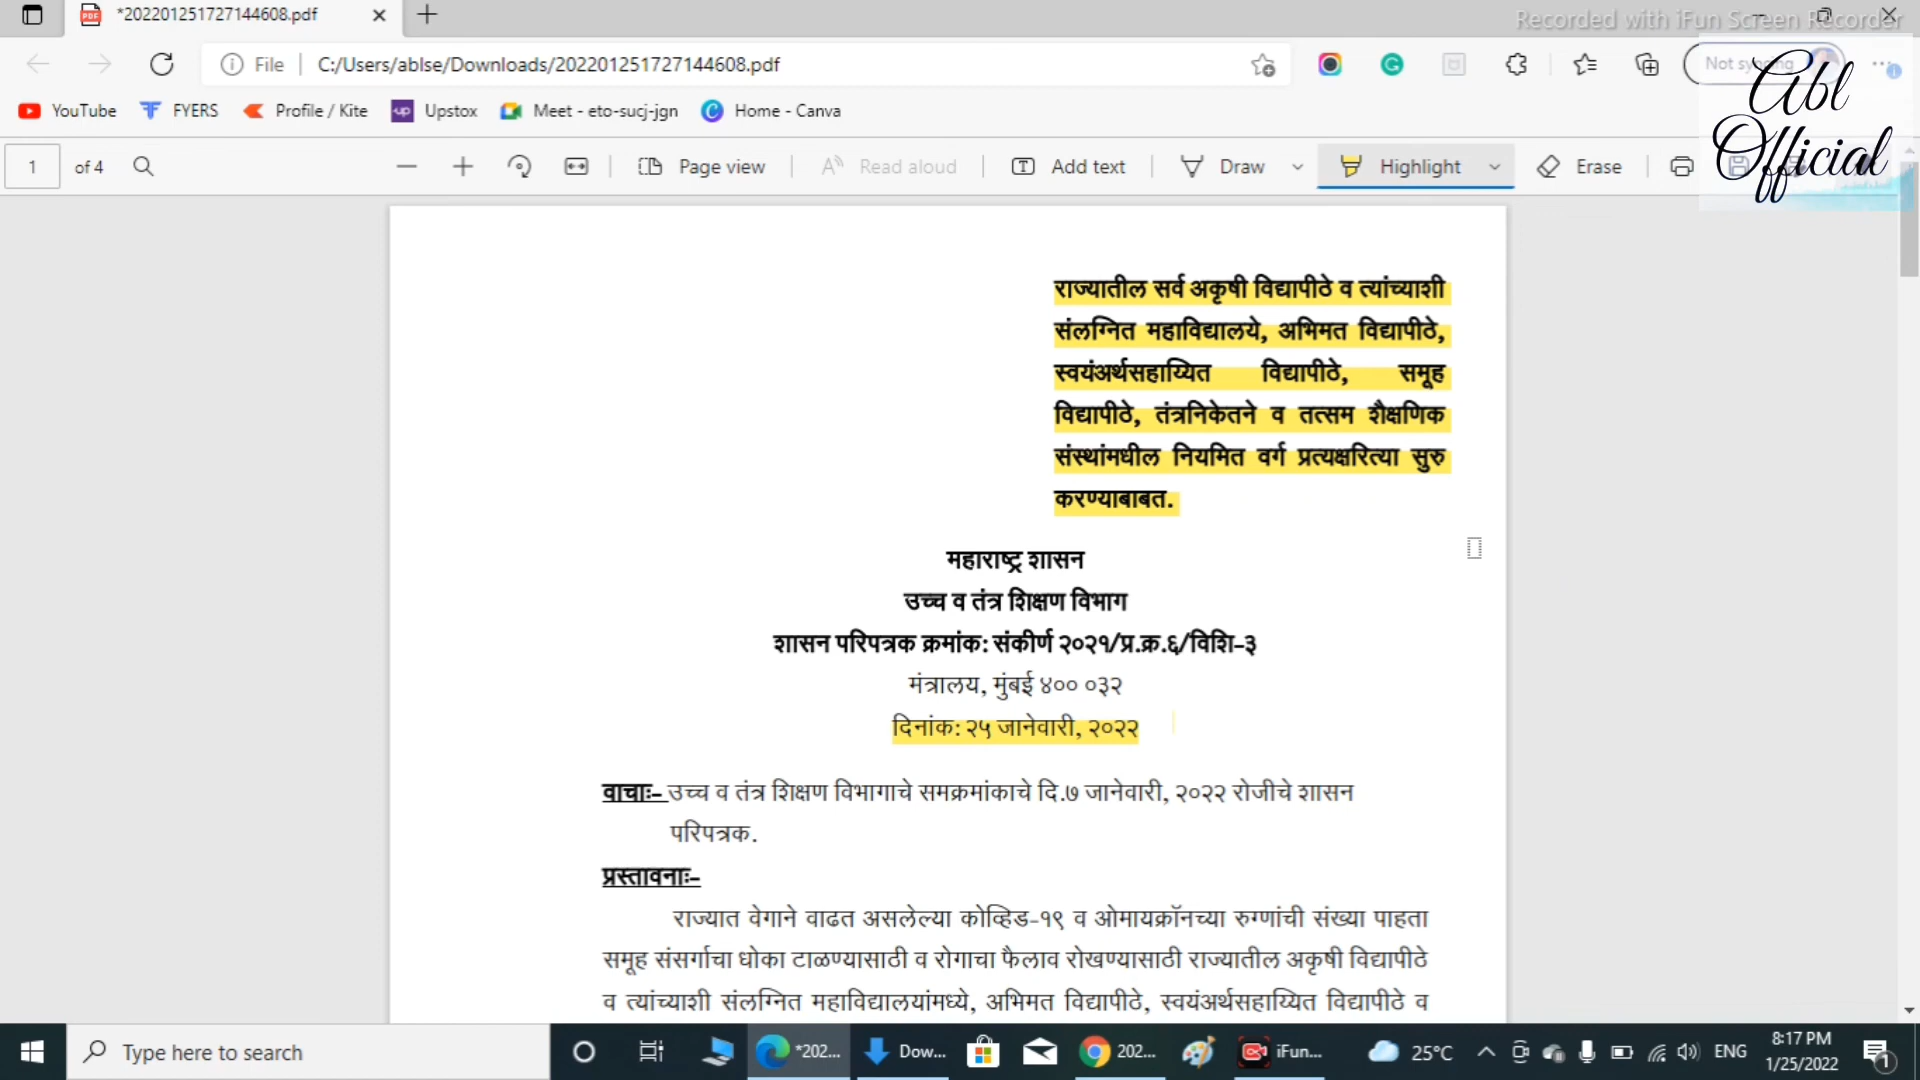 *202201251727144608.pdf
Recorded with iFun Screen Recorder
File
C:/Users/ablse/Downloads/202201251727144608.pdf
Abl
Official
YouTube
FYERS
Profile / Kite
Upstox
Meet - eto-sucj-jgn
Home - Canva
1 of 4
Page view
Read aloud
Add text
Draw
Highlight
Erase
राज्यातील सर्व अकृषी विद्यापीठे व त्यांच्याशी
संलग्नित महाविद्यालये, अभिमत विद्यापीठे,
स्वयंअर्थसहाय्यित विद्यापीठे, समूह
विद्यापीठे, तंत्रनिकेतने व तत्सम शैक्षणिक
संस्थांमधील नियमित वर्ग प्रत्यक्षरित्या सुरु
करण्याबाबत.
महाराष्ट्र शासन
उच्च व तंत्र शिक्षण विभाग
शासन परिपत्रक क्रमांक: संकीर्ण २०२१/प्र.क्र.६/विशि-३
मंत्रालय, मुंबई ४०० ०३२
दिनांक: २५ जानेवारी, २०२२
वाचाः- उच्च व तंत्र शिक्षण विभागाचे समक्रमांकाचे दि.७ जानेवारी, २०२२ रोजीचे शासन
परिपत्रक.
प्रस्तावनाः-
राज्यात वेगाने वाढत असलेल्या कोव्हिड-१९ व ओमायक्रॉनच्या रुग्णांची संख्या पाहता
समूह संसर्गाचा धोका टाळण्यासाठी व रोगाचा फैलाव रोखण्यासाठी राज्यातील अकृषी विद्यापीठे
व त्यांच्याशी संलग्नित महाविद्यालयांमध्ये, अभिमत विद्यापीठे, स्वयंअर्थसहाय्यित विद्यापीठे व
Type here to search
*202...
Dow...
202...
iFun...
25°C
ENG
8:17 PM
1/25/2022
1